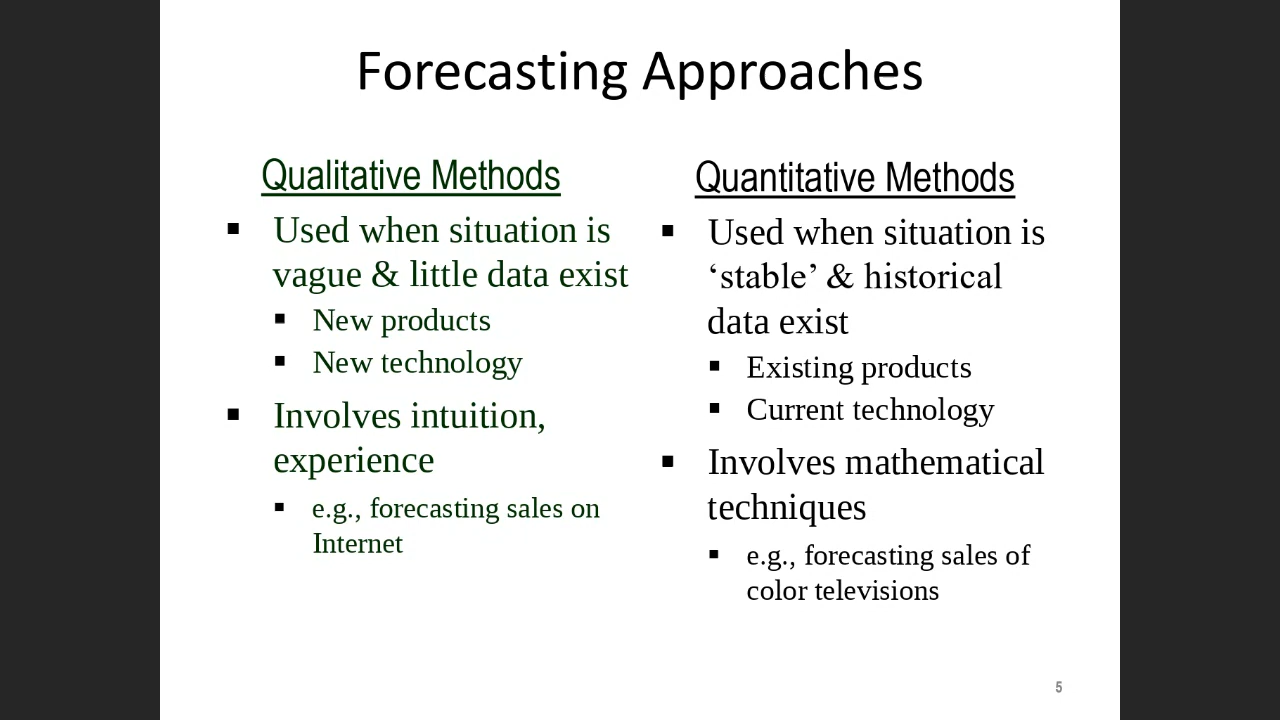 Forecasting Approaches
Qualitative Methods
▪ Used when situation is
vague & little data exist
▪ New products
▪ New technology
▪ Involves intuition,
experience
▪ e.g., forecasting sales on
Internet
Quantitative Methods
▪ Used when situation is
‘stable’ & historical
data exist
▪ Existing products
▪ Current technology
▪ Involves mathematical
techniques
▪ e.g., forecasting sales of
color televisions
5